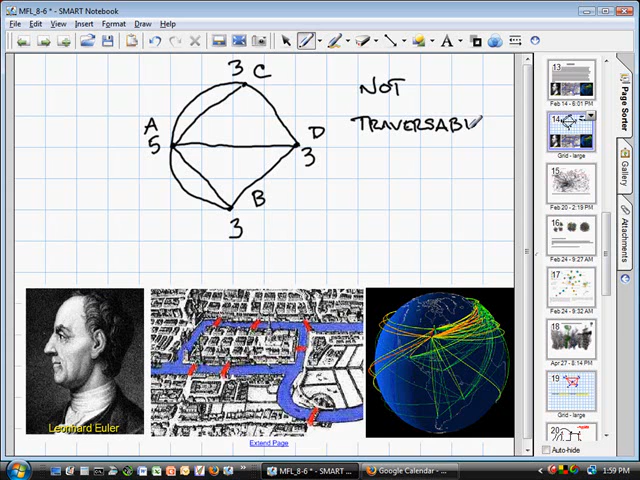 MFL_8-6 * - SMART Notebook
File Edit View Insert Format Draw Help
3 C
NOT
A
TRAVERSABL
5
D
3
B
3
Leonhard Euler
Extend Page
13
Feb 14 - 6:01 PM
14
Grid - large
15
Feb 20 - 2:19 PM
16
Feb 24 - 9:27 AM
17
Feb 24 - 9:32 AM
18
Apr 27 - 8:14 PM
19
Grid - large
20
Page Sorter
Gallery
Attachments
Auto-hide
MFL_8-6 * - SMART ...
Google Calendar - M...
1:59 PM